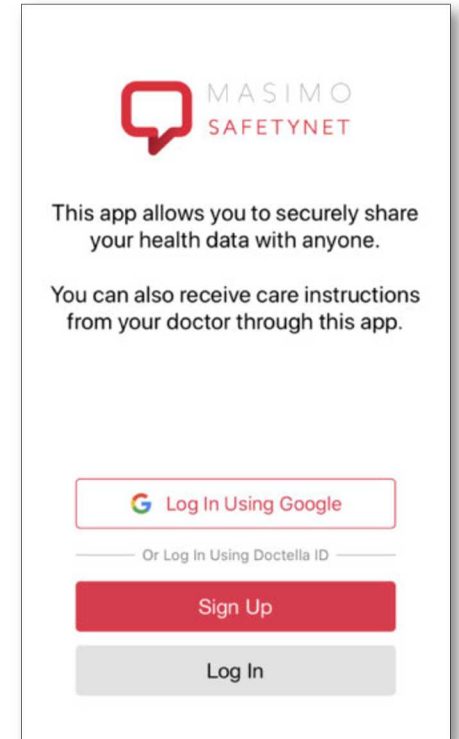 MASIMO
SAFETYNET
This app allows you to securely share
your health data with anyone.
You can also receive care instructions
from your doctor through this app.
G Log In Using Google
Or Log In Using Doctella ID
Sign Up
Log In